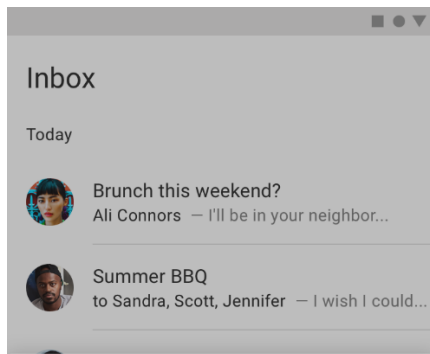 Inbox
Today
Brunch this weekend?
Ali Connors — I'll be in your neighbor...
Summer BBQ
to Sandra, Scott, Jennifer — I wish I could...